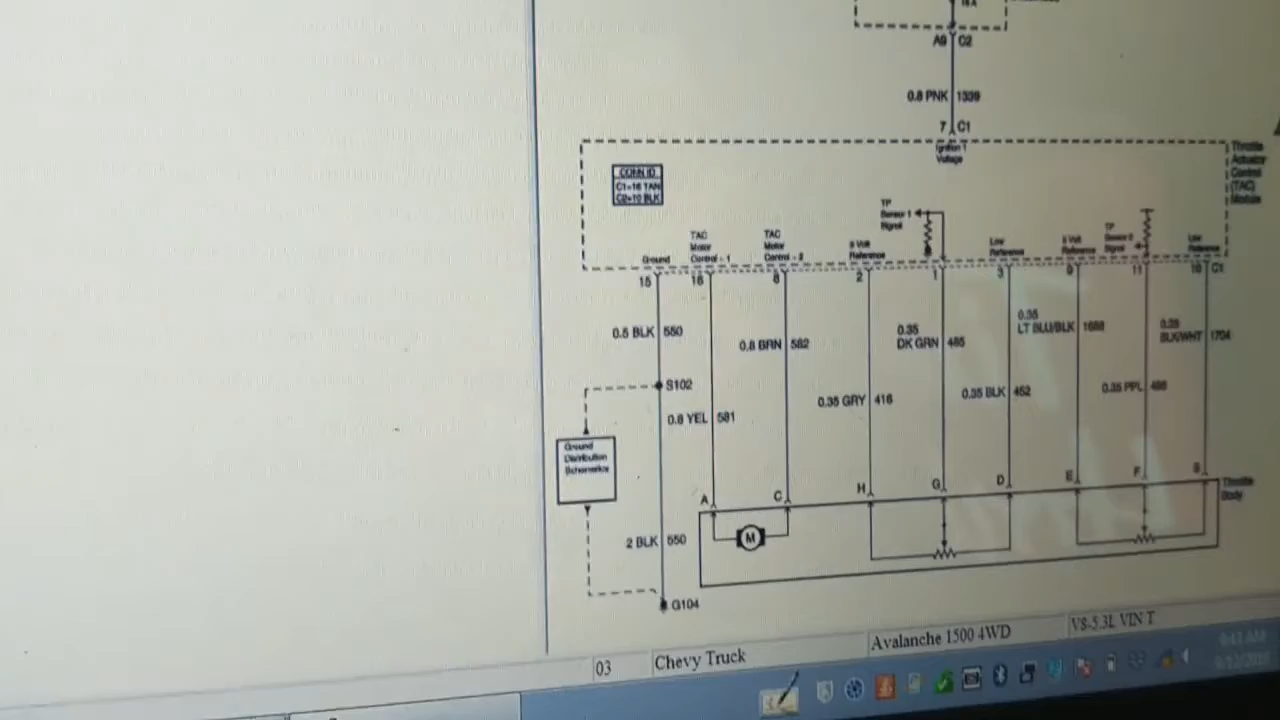 A9 C2
0.8 PNK 1339
7 C1
Ignition 1
Voltage
Throttle
Actuator
Control
(TAC)
Module
CONN ID
C1=16 TAN
C2=10 BLK
TP
Sensor 1
Signal
TAC
Motor
Control - 1
TAC
Motor
Control - 2
5 Volt
Reference
Low
Reference
5 Volt
Reference
TP
Sensor 2
Signal
Low
Reference
Ground
15 16 8 2 1 3 9 11 10 C1
0.5 BLK 550
0.8 BRN 582
0.35
DK GRN 485
0.35
LT BLU/BLK 1688
0.35
BLK/WHT 1704
S102
0.8 YEL 581
0.35 GRY 416
0.35 BLK 452
0.35 PPL 486
Ground
Distribution
Schematics
A C H G D E F
Throttle
Body
M
2 BLK 550
G104
03 Chevy Truck Avalanche 1500 4WD V8-5.3L VIN T
9:41 AM